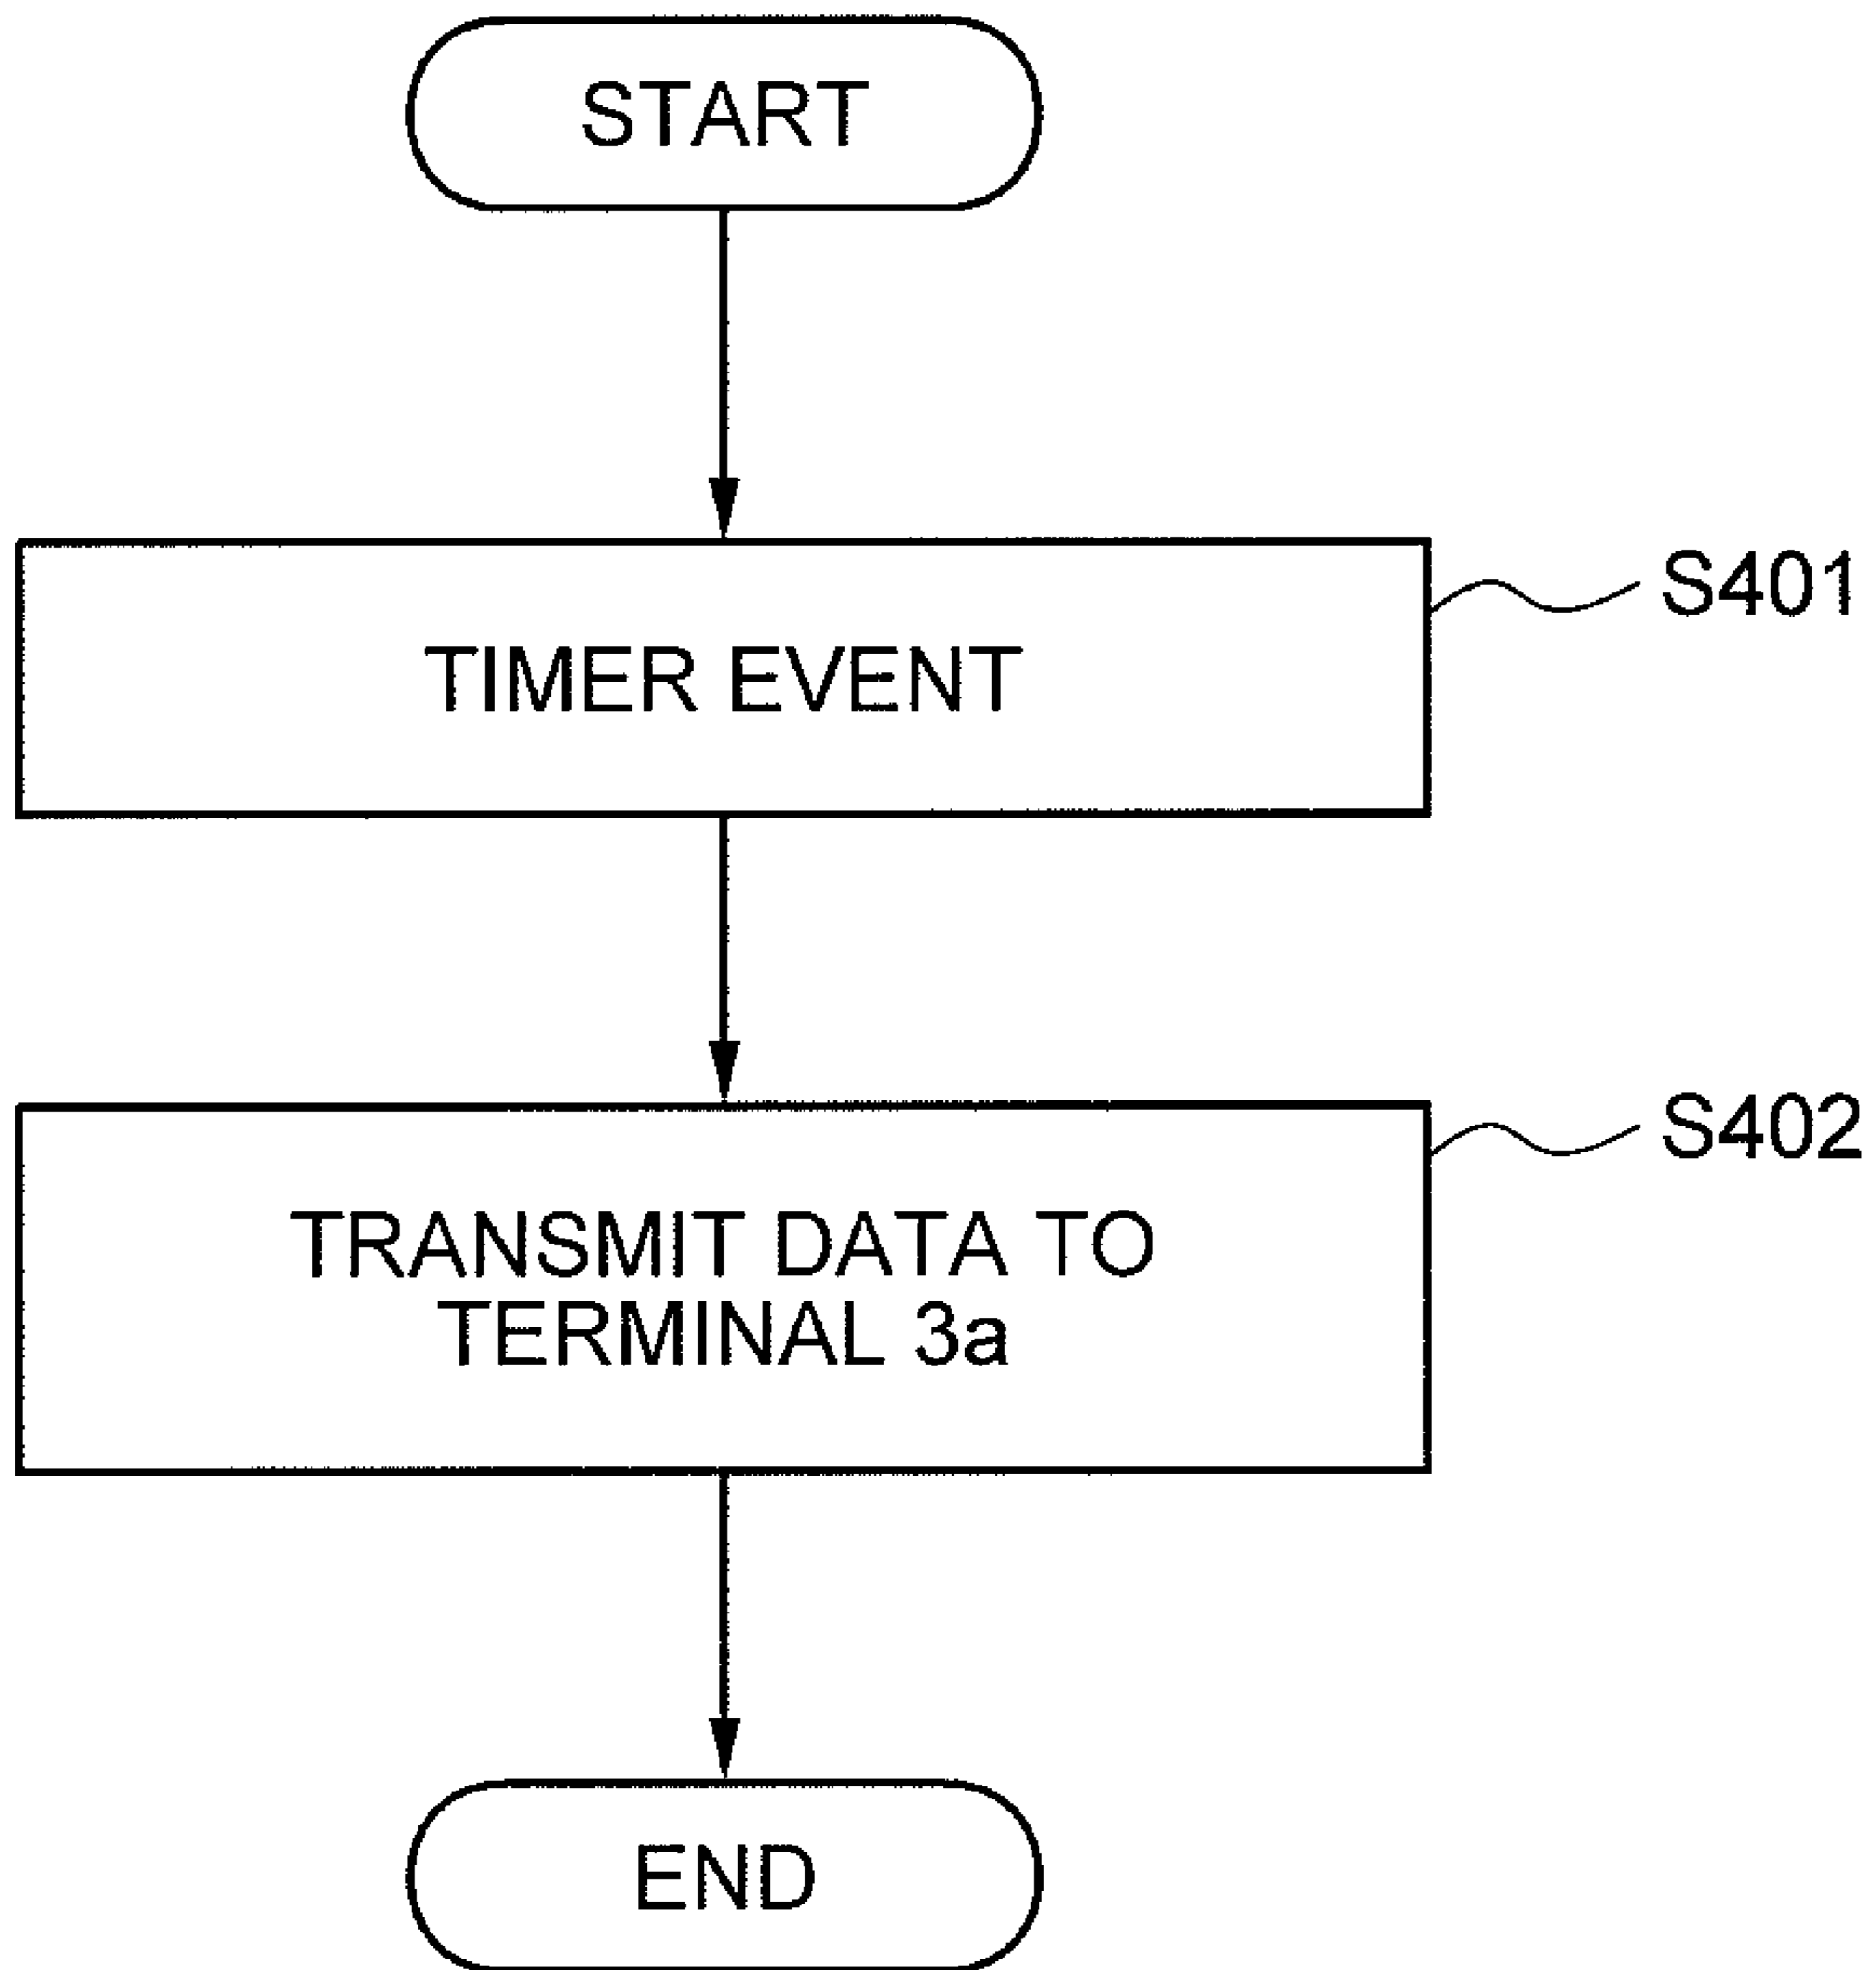 START
S401
TIMER EVENT
S402
TRANSMIT DATA TO
TERMINAL 3a
END